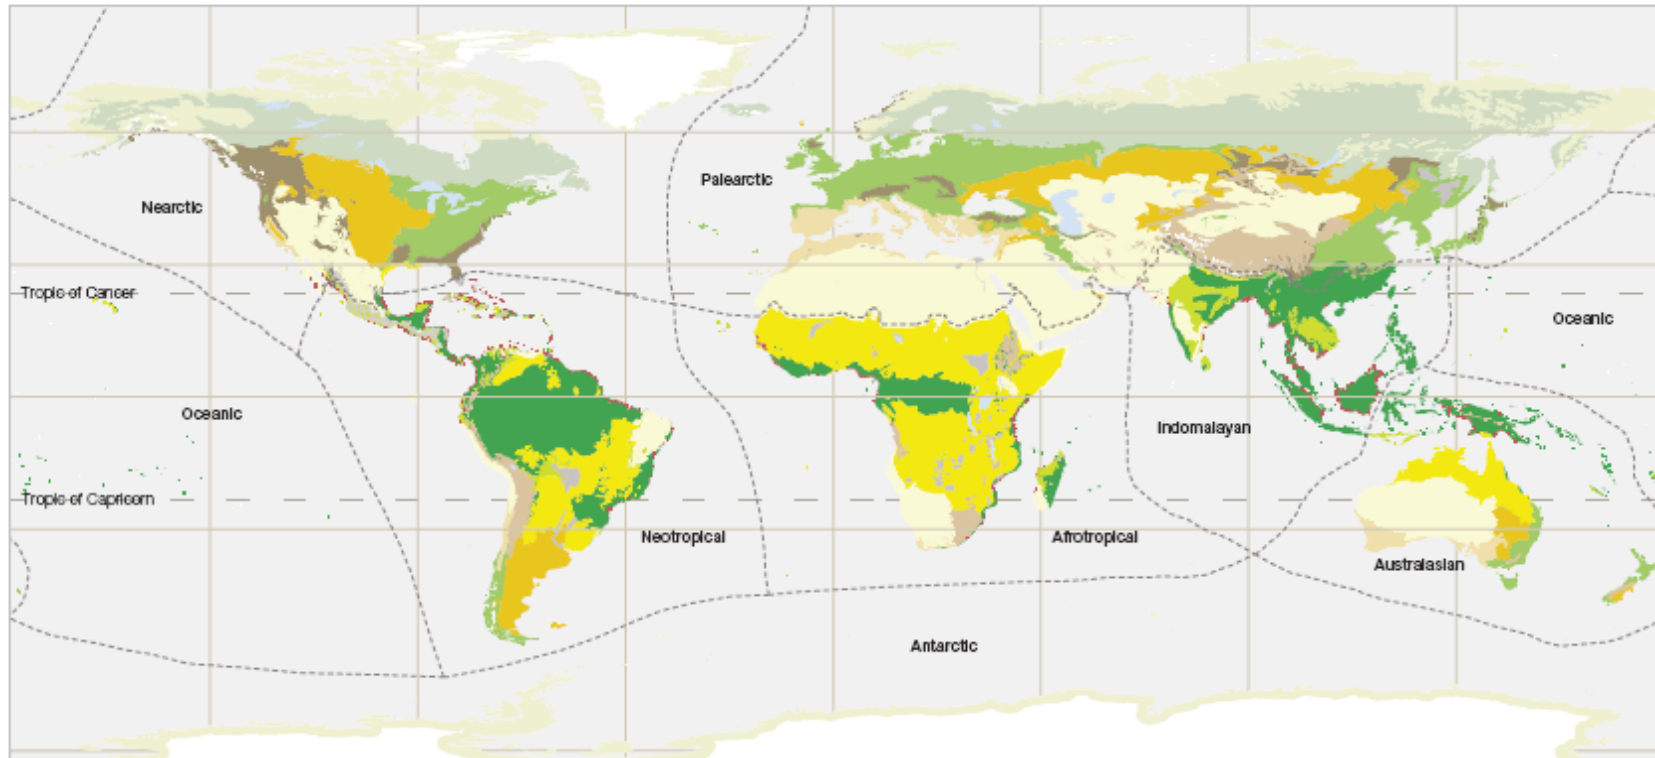 Palearctic
Nearctic
Tropic of Cancer
Oceanic
Oceanic
Indomalayan
Tropic of Capricorn
Neotropical
Afrotropical
Australasian
Antarctic